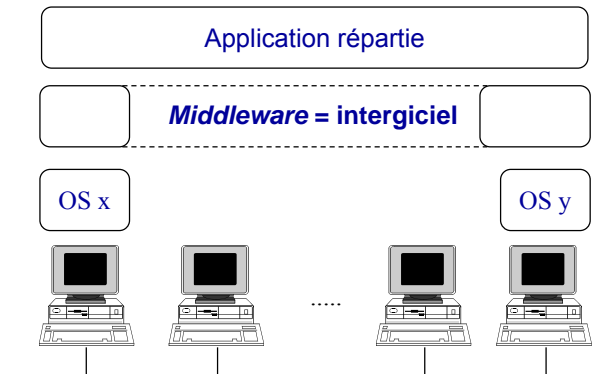 Application répartie
Middleware = intergiciel
OS x OS y
.....